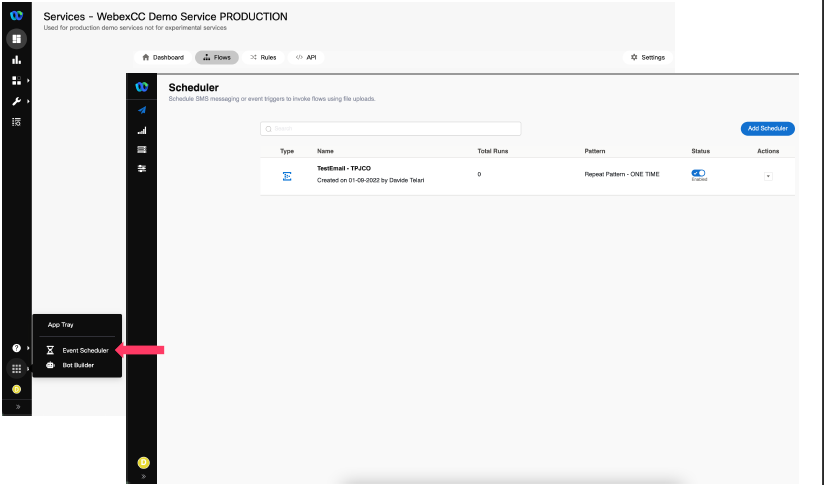 Services - WebexCC Demo Service PRODUCTION
Used for production demo services not for experimental services
Dashboard
Flows
Rules
API
Settings
Scheduler
Schedule SMS messaging or event triggers to invoke flows using file uploads.
Search
Add Scheduler
Type Name Total Runs Pattern Status Actions
TestEmail - TPJCO
Created on 01-09-2022 by Davide Telari
0
Repeat Pattern - ONE TIME
Enabled
App Tray
Event Scheduler
Bot Builder
D
D